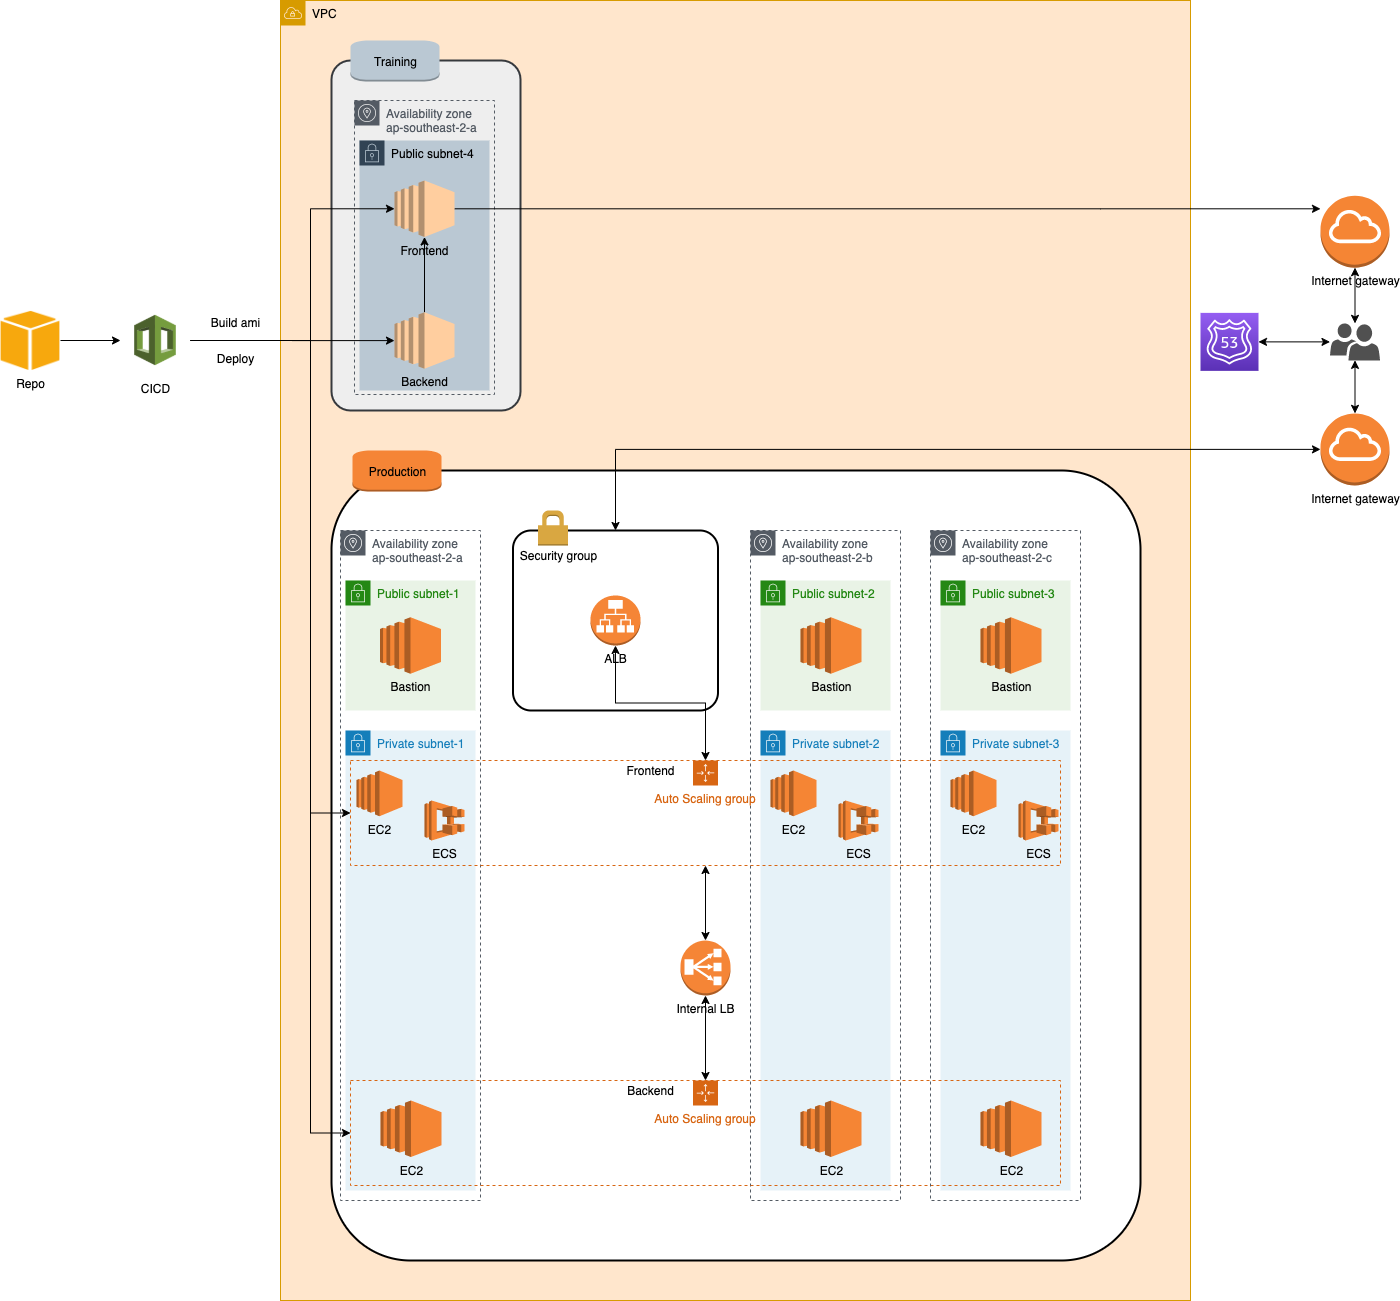 VPC
Training
Availability zone
ap-southeast-2-a
Public subnet-4
Frontend
Internet gateway
Build ami
53
Deploy
Repo
CICD
Backend
Production
Internet gateway
Availability zone
ap-southeast-2-a
Security group
Availability zone
ap-southeast-2-b
Availability zone
ap-southeast-2-c
Public subnet-1
Public subnet-2
Public subnet-3
ALB
Bastion
Bastion
Bastion
Private subnet-1
Private subnet-2
Private subnet-3
Frontend
Auto Scaling group
EC2
ECS
EC2
ECS
EC2
ECS
Internal LB
Backend
Auto Scaling group
EC2
EC2
EC2